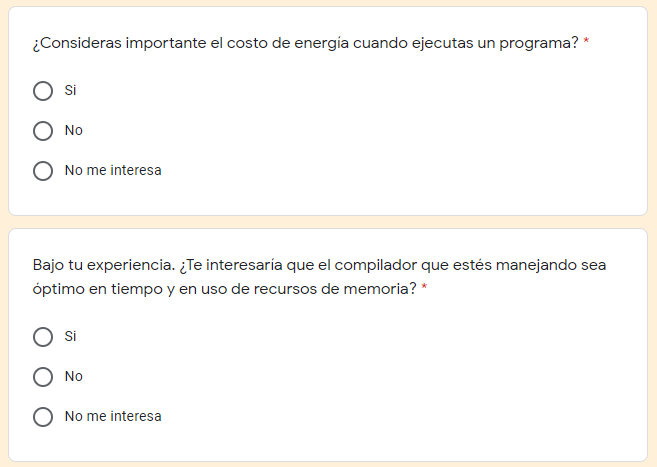 ¿Consideras importante el costo de energía cuando ejecutas un programa? *
Si
No
No me interesa
Bajo tu experiencia. ¿Te interesaría que el compilador que estés manejando sea
óptimo en tiempo y en uso de recursos de memoria? *
Si
No
No me interesa